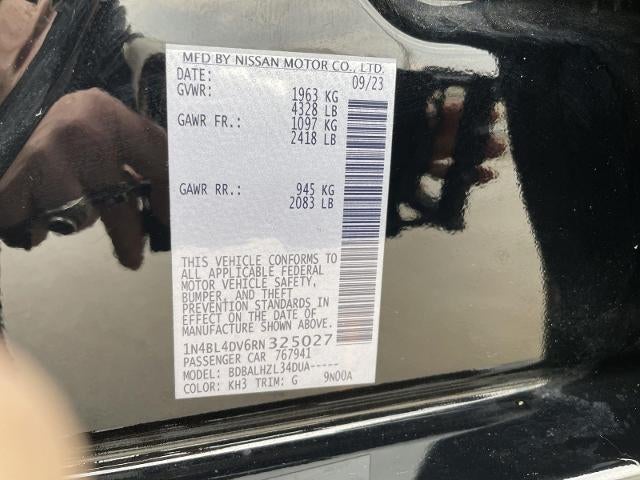 MFD BY NISSAN MOTOR CO., LTD.
DATE: 09/23
GVWR: 1963 KG
4328 LB
GAWR FR.: 1097 KG
2418 LB
GAWR RR.: 945 KG
2083 LB
THIS VEHICLE CONFORMS TO
ALL APPLICABLE FEDERAL
MOTOR VEHICLE SAFETY,
BUMPER, AND THEFT
PREVENTION STANDARDS IN
EFFECT ON THE DATE OF
MANUFACTURE SHOWN ABOVE.
1N4BL4DV6RN325027
PASSENGER CAR 767941
MODEL: BDBALHZL34DUA-----
COLOR: KH3 TRIM: G 9N00A